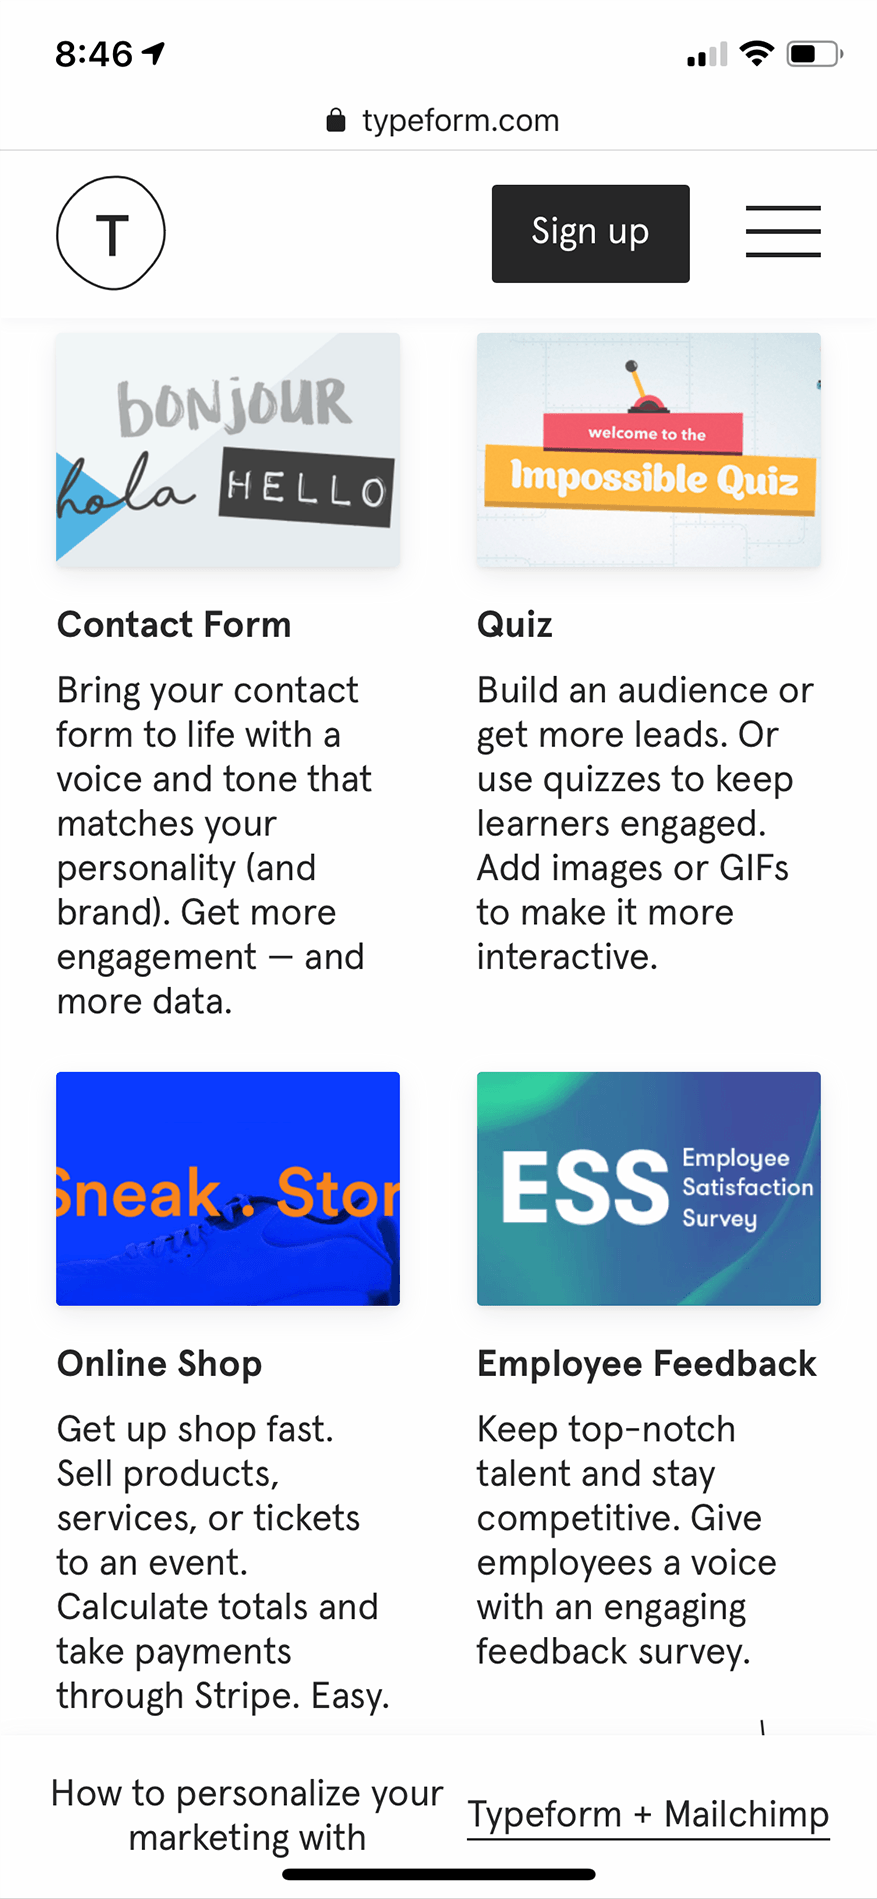 8:46
typeform.com
T
Sign up
bonjour
hola
HELLO
Contact Form
Bring your contact
form to life with a
voice and tone that
matches your
personality (and
brand). Get more
engagement — and
more data.
welcome to the
Impossible Quiz
Quiz
Build an audience or
get more leads. Or
use quizzes to keep
learners engaged.
Add images or GIFs
to make it more
interactive.
Sneak . Stor
Online Shop
Get up shop fast.
Sell products,
services, or tickets
to an event.
Calculate totals and
take payments
through Stripe. Easy.
ESS
Employee
Satisfaction
Survey
Employee Feedback
Keep top-notch
talent and stay
competitive. Give
employees a voice
with an engaging
feedback survey.
How to personalize your
marketing with
Typeform + Mailchimp